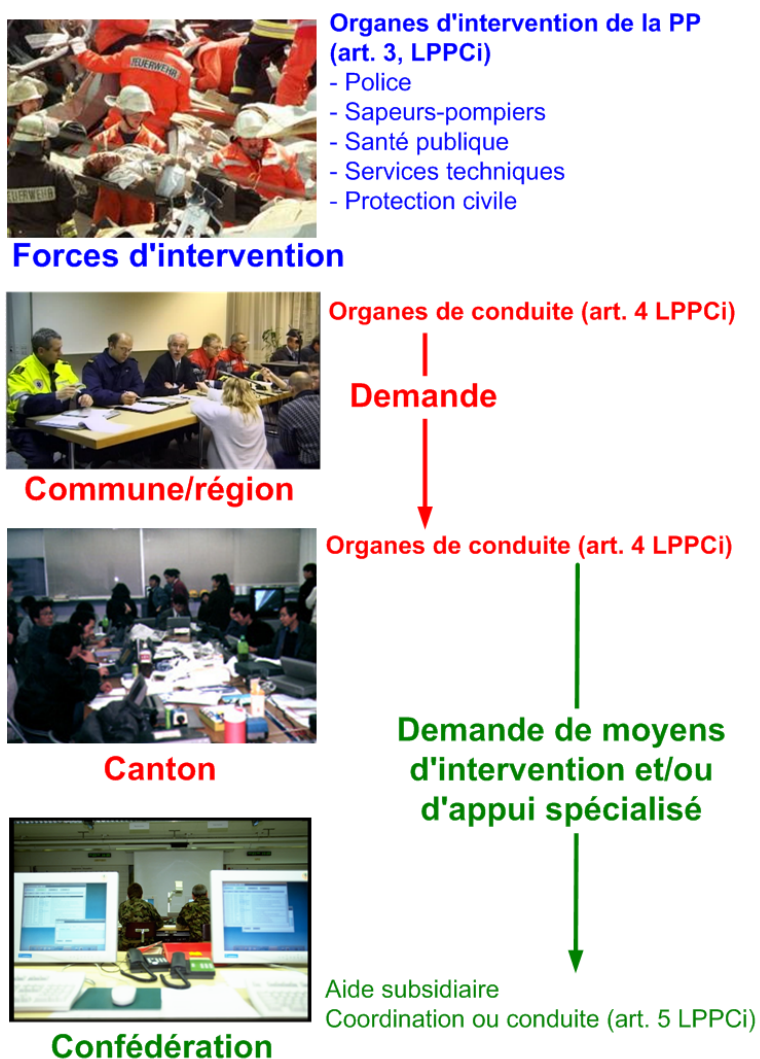 Organes d'intervention de la PP
(art. 3, LPPCi)
- Police
- Sapeurs-pompiers
- Santé publique
- Services techniques
- Protection civile
FEUERWEHR
Forces d'intervention
Organes de conduite (art. 4 LPPCi)
Demande
Commune/région
Organes de conduite (art. 4 LPPCi)
Canton
Demande de moyens
d'intervention et/ou
d'appui spécialisé
Aide subsidiaire
Coordination ou conduite (art. 5 LPPCi)
Confédération